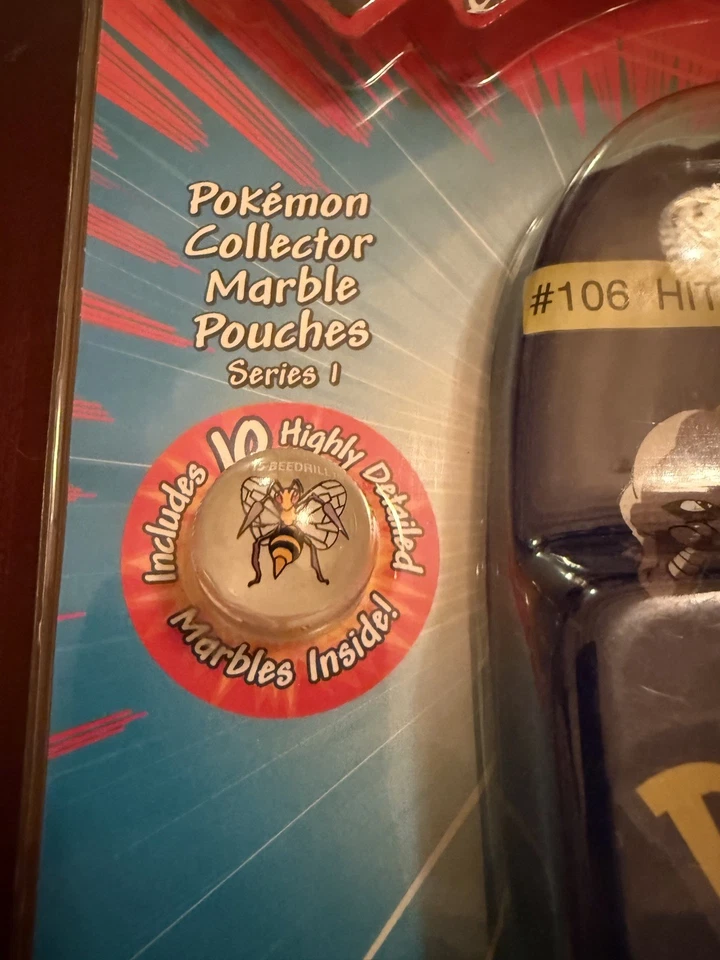 Pokémon
Collector
Marble
Pouches
Series 1
Includes 10 Highly Detailed
Marbles Inside!
15 BEEDRILL
#106 HIT